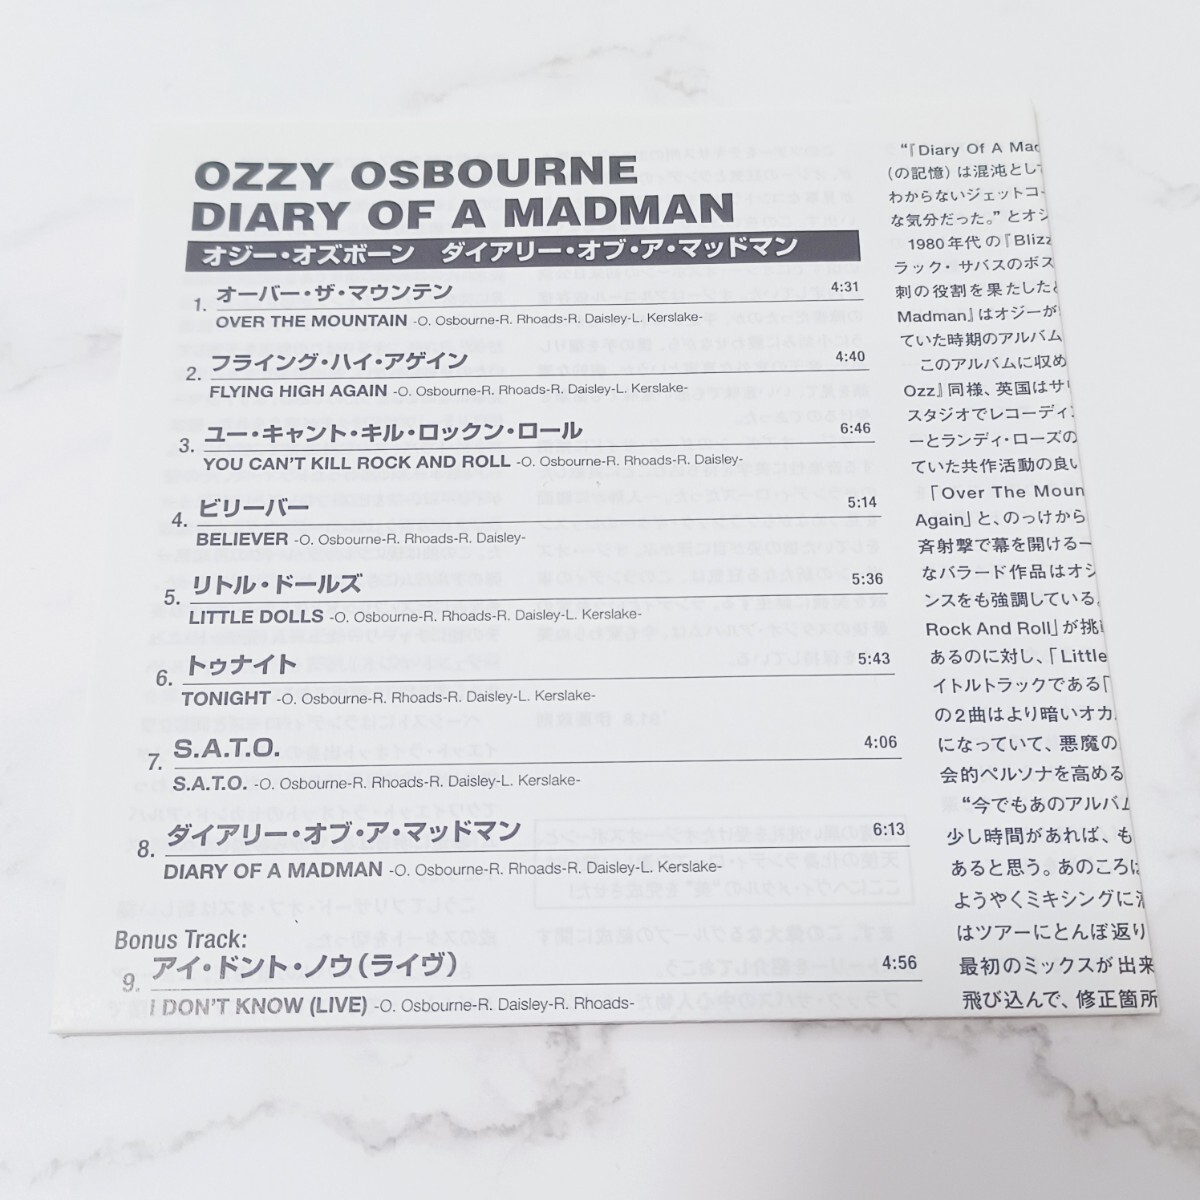 OZZY OSBOURNE
DIARY OF A MADMAN
オジー・オズボーン ダイアリー・オブ・ア・マッドマン
1. オーバー・ザ・マウンテン 4:31
OVER THE MOUNTAIN -O. Osbourne-R. Rhoads-R. Daisley-L. Kerslake-
2. フライング・ハイ・アゲイン 4:40
FLYING HIGH AGAIN -O. Osbourne-R. Rhoads-R. Daisley-L. Kerslake-
3. ユー・キャント・キル・ロックン・ロール 6:46
YOU CAN'T KILL ROCK AND ROLL -O. Osbourne-R. Rhoads-R. Daisley-
4. ビリーバー 5:14
BELIEVER -O. Osbourne-R. Rhoads-R. Daisley-
5. リトル・ドールズ 5:36
LITTLE DOLLS -O. Osbourne-R. Rhoads-R. Daisley-L. Kerslake-
6. トゥナイト 5:43
TONIGHT -O. Osbourne-R. Rhoads-R. Daisley-L. Kerslake-
7. S.A.T.O. 4:06
S.A.T.O. -O. Osbourne-R. Rhoads-R. Daisley-L. Kerslake-
8. ダイアリー・オブ・ア・マッドマン 6:13
DIARY OF A MADMAN -O. Osbourne-R. Rhoads-R. Daisley-L. Kerslake-
Bonus Track:
9. アイ・ドント・ノウ(ライヴ) 4:56
I DON'T KNOW (LIVE) -O. Osbourne-R. Daisley-R. Rhoads-
“『Diary Of A Mad
(の記憶)は混沌として
わからないジェットコー
な気分だった。”とオジ
1980年代の『Blizz
ラック・サバスのボス
刺の役割を果たしたと
Madman』はオジーが
ていた時期のアルバム
このアルバムに収め
Ozz』同様、英国はサ
スタジオでレコーディン
ーとランディ・ローズの
ていた共作活動の良い
「Over The Moun
Again」と、のっけから
斉射撃で幕を開ける一
なバラード作品はオジ
ンスをも強調している。
Rock And Roll」が挑
あるのに対し、「Little
イトルトラックである「
の2曲はより暗いオカ
になっていて、悪魔の
会的ペルソナを高める
“今でもあのアルバム
少し時間があれば、も
あると思う。あのころは
ようやくミキシングに
はツアーにとんぼ返り
最初のミックスが出来
飛び込んで、修正箇所